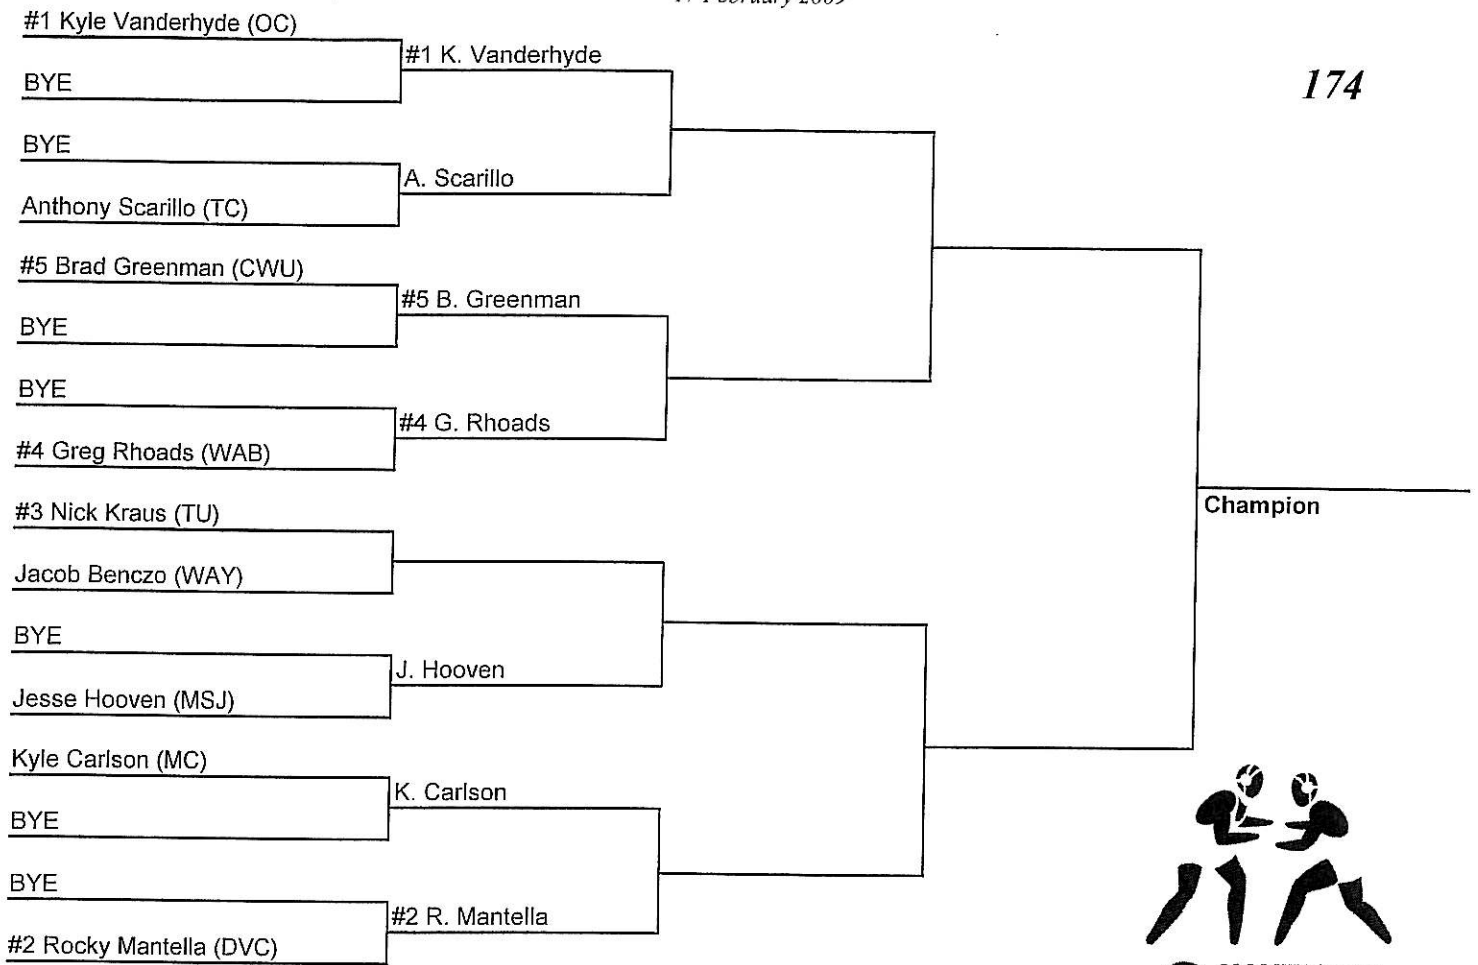 #1 Kyle Vanderhyde (OC)
#1 K. Vanderhyde
BYE
174
BYE
A. Scarillo
Anthony Scarillo (TC)
#5 Brad Greenman (CWU)
#5 B. Greenman
BYE
BYE
#4 G. Rhoads
#4 Greg Rhoads (WAB)
#3 Nick Kraus (TU)
Champion
Jacob Benczo (WAY)
BYE
J. Hooven
Jesse Hooven (MSJ)
Kyle Carlson (MC)
K. Carlson
BYE
BYE
#2 R. Mantella
#2 Rocky Mantella (DVC)